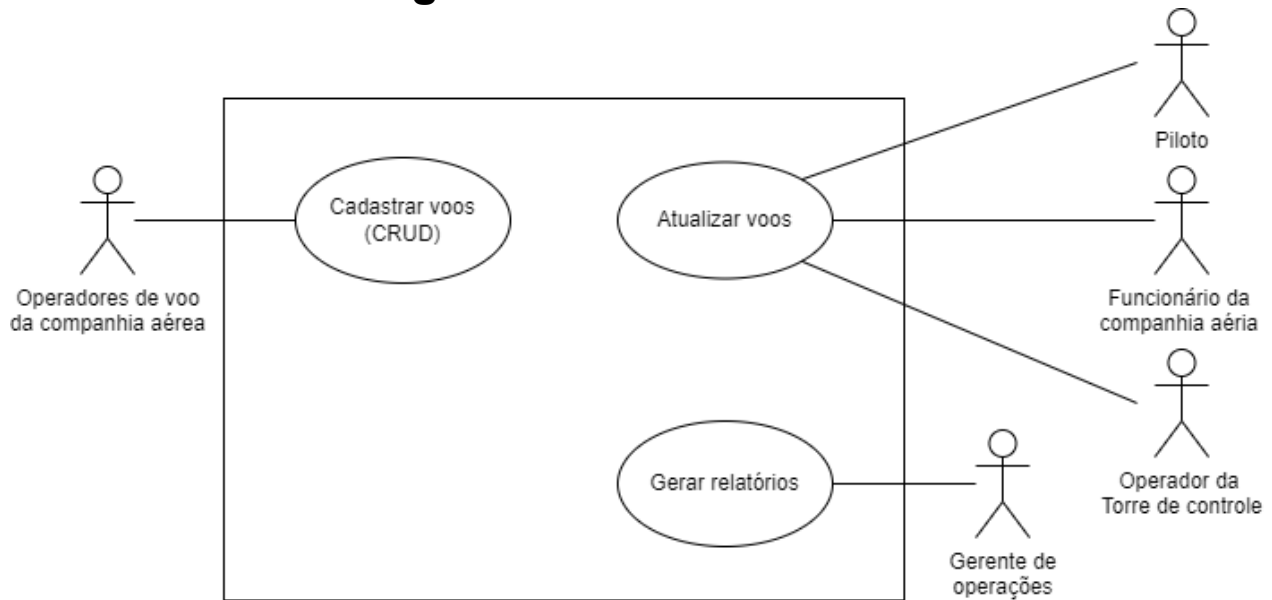 Piloto
Cadastrar voos
(CRUD)
Atualizar voos
Operadores de voo
da companhia aérea
Funcionário da
companhia aéria
Gerar relatórios
Operador da
Torre de controle
Gerente de
operações